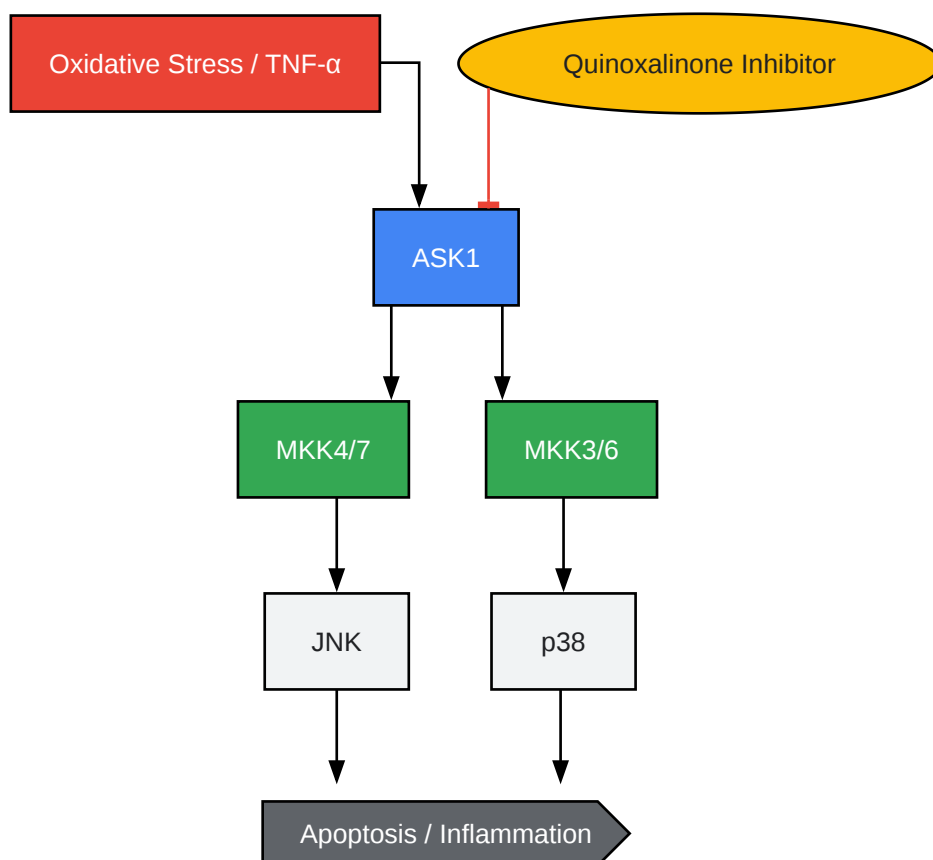 Oxidative Stress / TNF-α
Quinoxalinone Inhibitor
ASK1
MKK4/7
MKK3/6
JNK
p38
Apoptosis / Inflammation